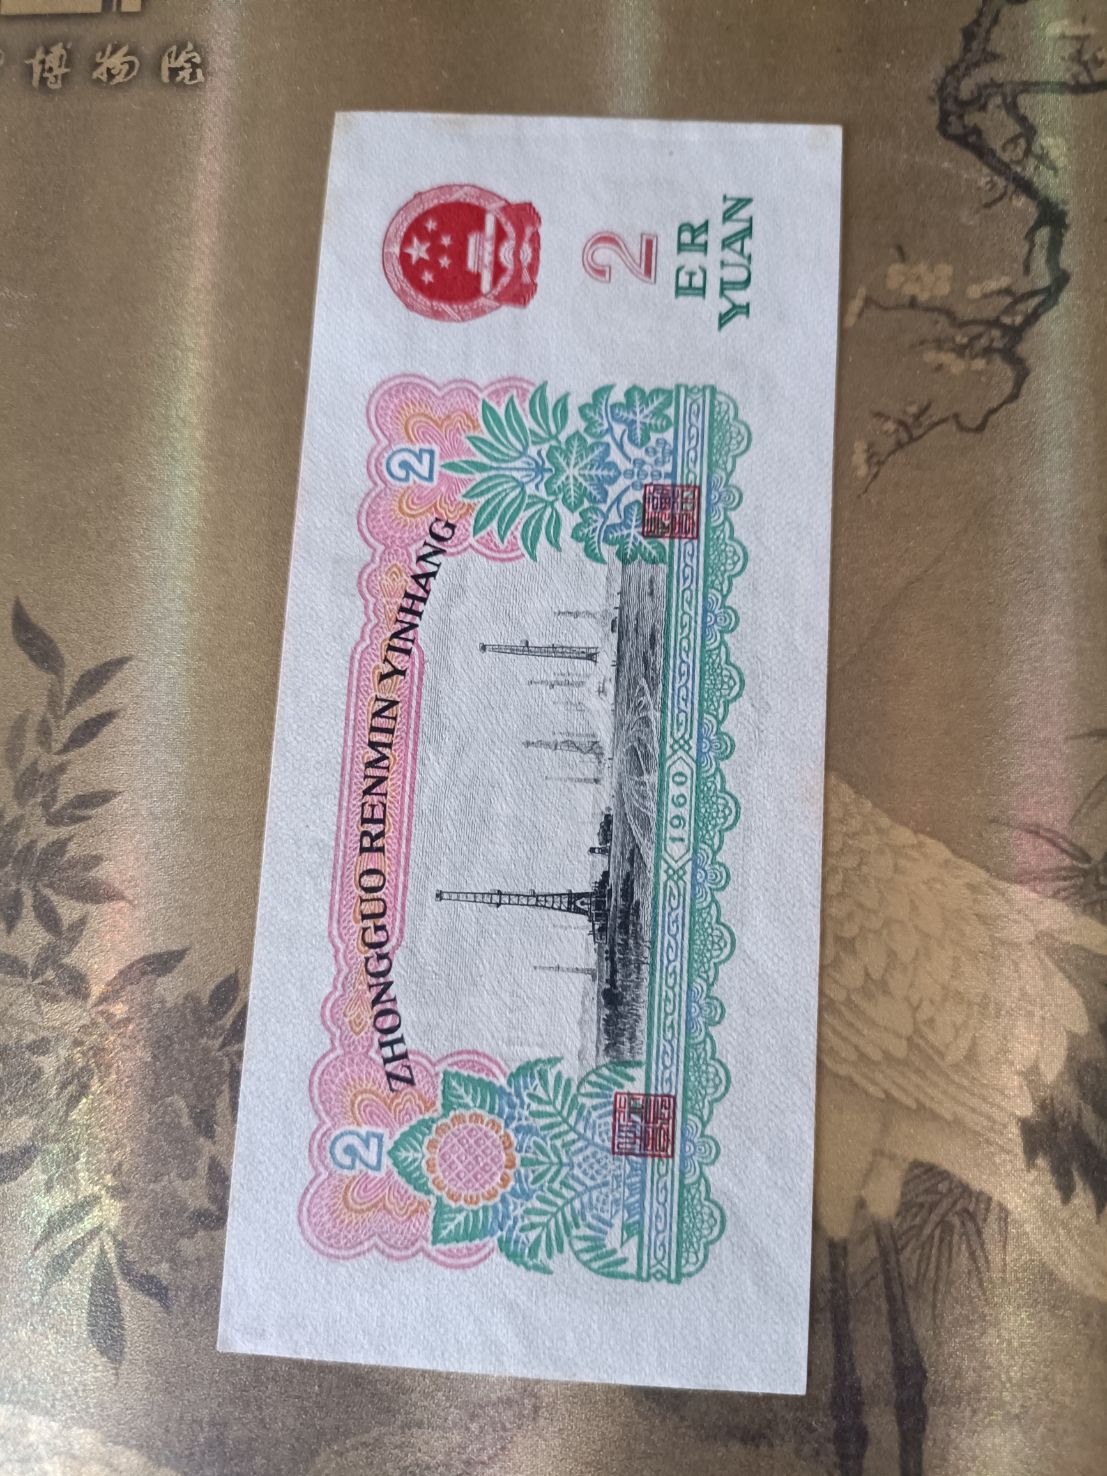 博物院
ZHONGGUO RENMIN YINHANG
2
2
2
ER
YUAN
1960